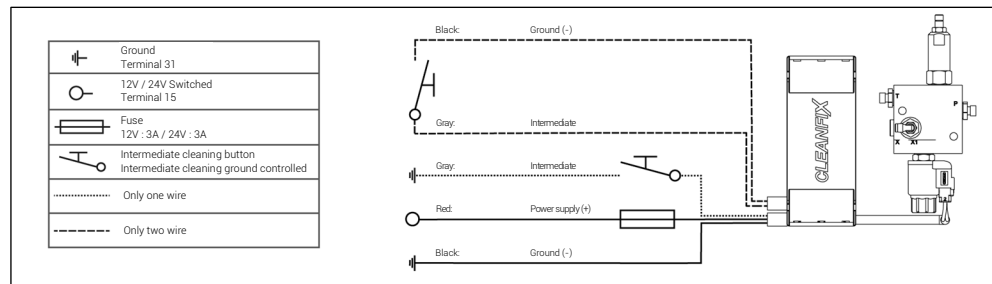 Ground
Terminal 31
12V / 24V Switched
Terminal 15
Fuse
12V : 3A / 24V : 3A
Intermediate cleaning button
Intermediate cleaning ground controlled
Only one wire
Only two wire
Black: Ground (-)
Gray: Intermediate
Gray: Intermediate
Red: Power supply (+)
Black: Ground (-)
CLEANFIX
T
P
X X1